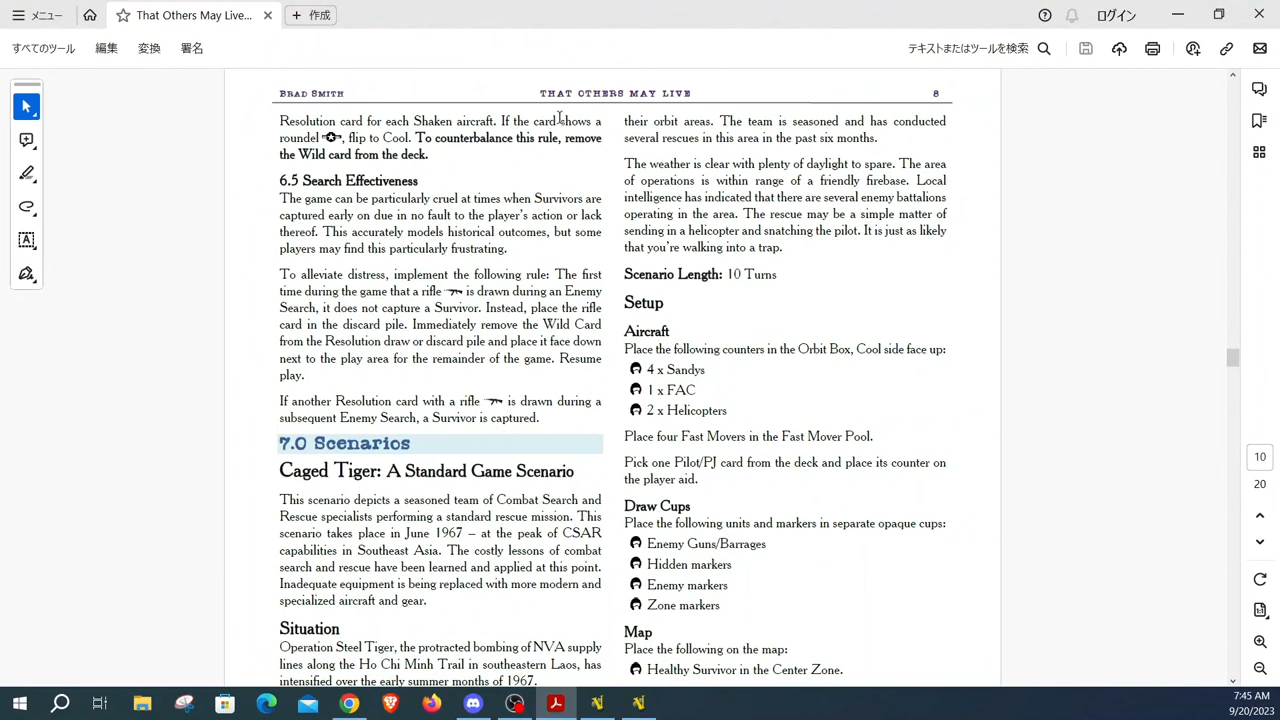 メニュー
That Others May Live...
作成
ログイン
すべてのツール
編集
変換
署名
テキストまたはツールを検索
BRAD SMITH
THAT OTHERS MAY LIVE
8
Resolution card for each Shaken aircraft. If the card shows a
roundel , flip to Cool. To counterbalance this rule, remove
the Wild card from the deck.
6.5 Search Effectiveness
The game can be particularly cruel at times when Survivors are
captured early on due in no fault to the player's action or lack
thereof. This accurately models historical outcomes, but some
players may find this particularly frustrating.
To alleviate distress, implement the following rule: The first
time during the game that a rifle is drawn during an Enemy
Search, it does not capture a Survivor. Instead, place the rifle
card in the discard pile. Immediately remove the Wild Card
from the Resolution draw or discard pile and place it face down
next to the play area for the remainder of the game. Resume
play.
If another Resolution card with a rifle is drawn during a
subsequent Enemy Search, a Survivor is captured.
7.0 Scenarios
Caged Tiger: A Standard Game Scenario
This scenario depicts a seasoned team of Combat Search and
Rescue specialists performing a standard rescue mission. This
scenario takes place in June 1967 – at the peak of CSAR
capabilities in Southeast Asia. The costly lessons of combat
search and rescue have been learned and applied at this point.
Inadequate equipment is being replaced with more modern and
specialized aircraft and gear.
Situation
Operation Steel Tiger, the protracted bombing of NVA supply
lines along the Ho Chi Minh Trail in southeastern Laos, has
intensified over the early summer months of 1967.
their orbit areas. The team is seasoned and has conducted
several rescues in this area in the past six months.
The weather is clear with plenty of daylight to spare. The area
of operations is within range of a friendly firebase. Local
intelligence has indicated that there are several enemy battalions
operating in the area. The rescue may be a simple matter of
sending in a helicopter and snatching the pilot. It is just as likely
that you're walking into a trap.
Scenario Length: 10 Turns
Setup
Aircraft
Place the following counters in the Orbit Box, Cool side face up:
4 x Sandys
1 x FAC
2 x Helicopters
Place four Fast Movers in the Fast Mover Pool.
Pick one Pilot/PJ card from the deck and place its counter on
the player aid.
Draw Cups
Place the following units and markers in separate opaque cups:
Enemy Guns/Barrages
Hidden markers
Enemy markers
Zone markers
Map
Place the following on the map:
Healthy Survivor in the Center Zone.
10
20
7:45 AM
9/20/2023